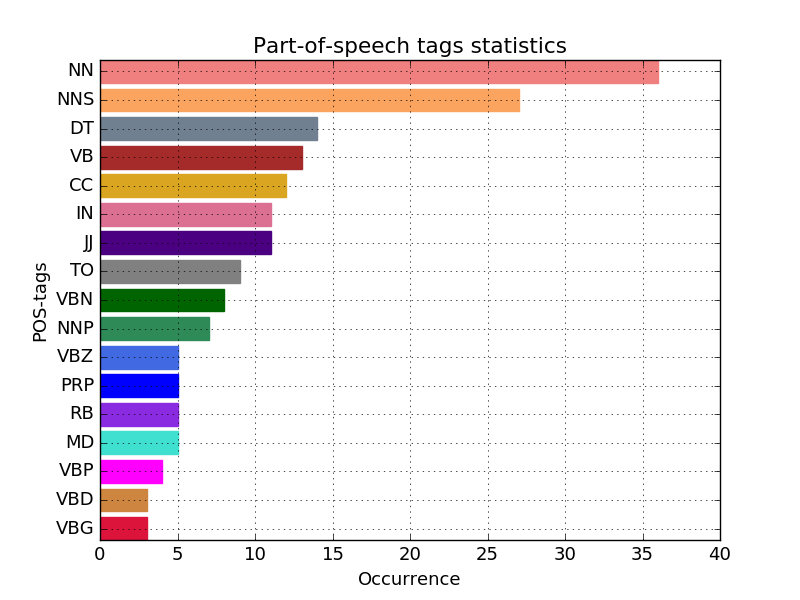 Part-of-speech tags statistics
NN
NNS
DT
VB
CC
IN
JJ
TO
VBN
NNP
VBZ
PRP
RB
MD
VBP
VBD
VBG
POS-tags
0 5 10 15 20 25 30 35 40
Occurrence